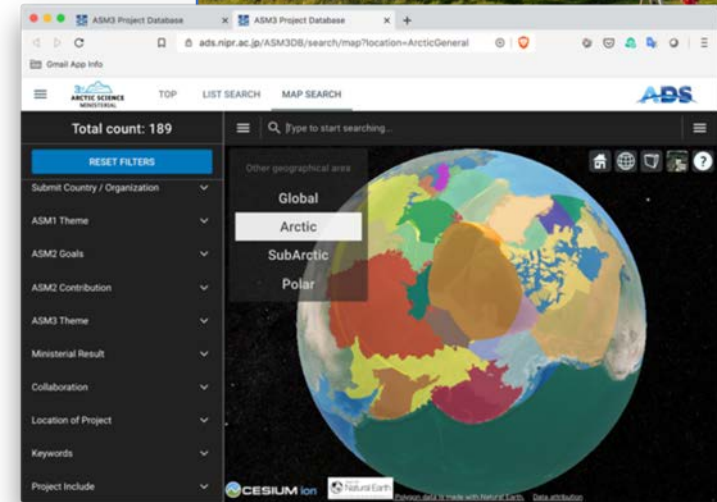 ASM3 Project Database
ASM3 Project Database
ads.nipr.ac.jp/ASM3DB/search/map?location=ArcticGeneral
Gmail App Info
ARCTIC SCIENCE
MINISTERIAL
TOP LIST SEARCH MAP SEARCH
ADS
Total count: 189
Type to start searching...
RESET FILTERS
Submit Country / Organization
ASM1 Theme
ASM2 Goals
ASM2 Contribution
ASM3 Theme
Ministerial Result
Collaboration
Location of Project
Keywords
Project Include
Other geographical area
Global
Arctic
SubArctic
Polar
?
CESIUM ion
Natural Earth
Polygon data is made with Natural Earth. Data attribution